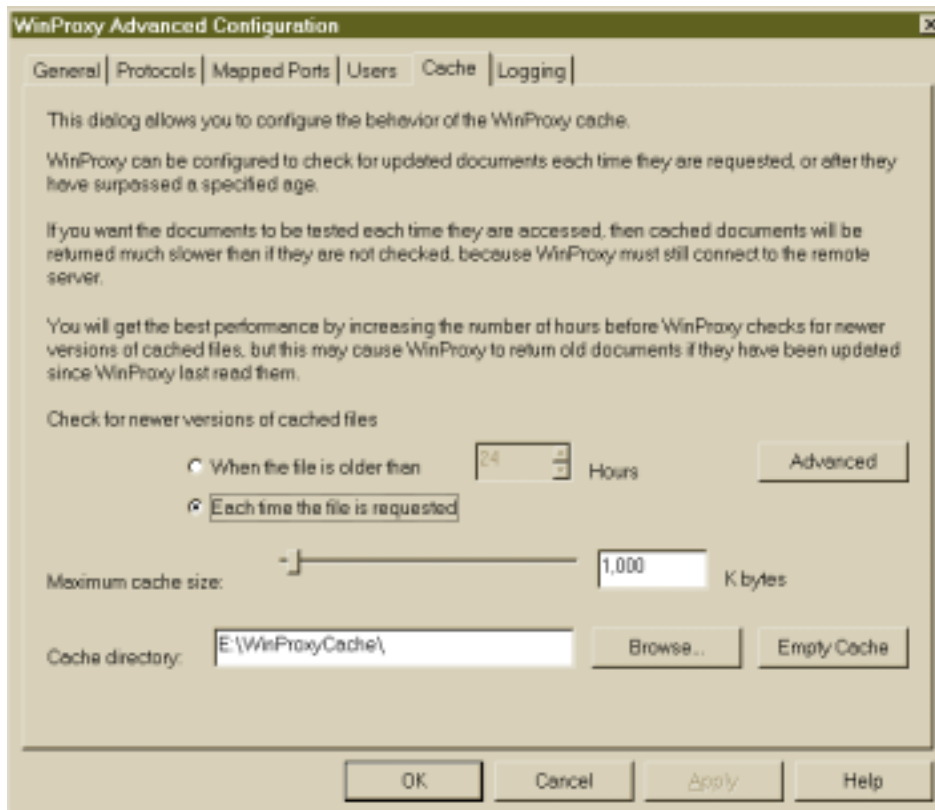 WinProxy Advanced Configuration
General Protocols Mapped Ports Users Cache Logging
This dialog allows you to configure the behavior of the WinProxy cache.
WinProxy can be configured to check for updated documents each time they are requested, or after they
have surpassed a specified age.
If you want the documents to be tested each time they are accessed, then cached documents will be
returned much slower than if they are not checked, because WinProxy must still connect to the remote
server.
You will get the best performance by increasing the number of hours before WinProxy checks for newer
versions of cached files, but this may cause WinProxy to return old documents if they have been updated
since WinProxy last read them.
Check for newer versions of cached files
When the file is older than 24 Hours Advanced
Each time the file is requested
Maximum cache size: 1,000 K bytes
Cache directory: E:\WinProxyCache\, Browse... Empty Cache
OK Cancel Apply Help